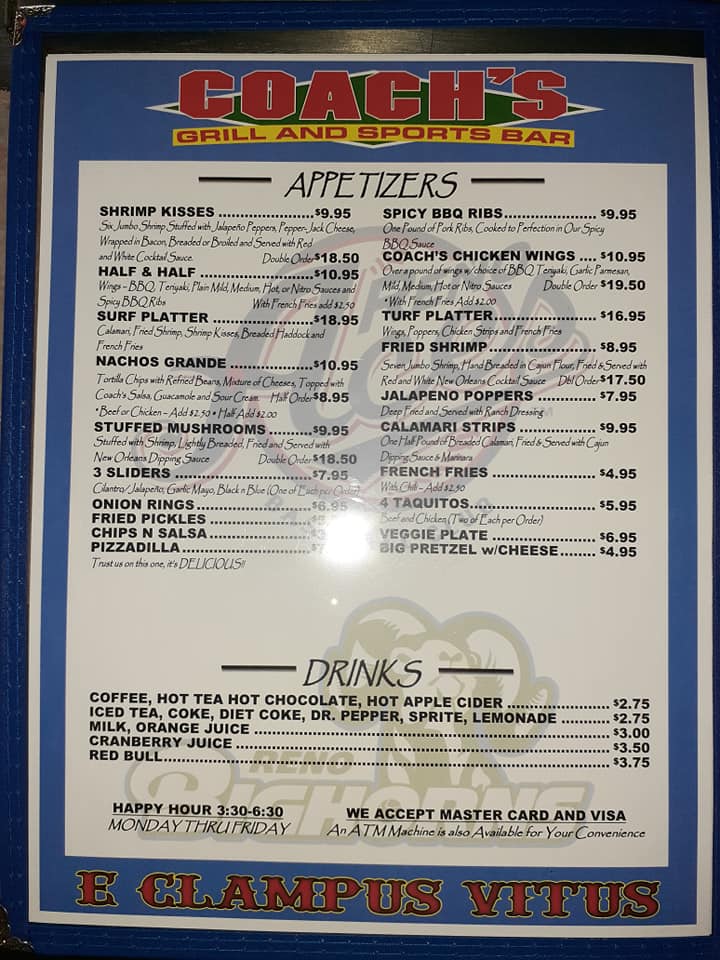 COACH'S
GRILL AND SPORTS BAR
APPETIZERS
SHRIMP KISSES ........................$9.95
Six Jumbo Shrimp Stuffed with Jalapeño Peppers, Pepper-Jack Cheese,
Wrapped in Bacon, Breaded or Broiled and Served with Red
and White Cocktail Sauce. Double Order $18.50
HALF & HALF ............................$10.95
Wings – BBQ, Teriyaki, Plain Mild, Medium, Hot, or Nitro Sauces and
Spicy BBQ Ribs With French Fries add $2.50
SURF PLATTER ..........................$18.95
Calamari, Fried Shrimp, Shrimp Kisses, Breaded Haddock and
French Fries
NACHOS GRANDE ......................$10.95
Tortilla Chips with Refried Beans, Mixture of Cheeses, Topped with
Coach's Salsa, Guacamole and Sour Cream. Half Order $8.95
*Beef or Chicken – Add $2.50 • Half Add $2.00
STUFFED MUSHROOMS ...............$9.95
Stuffed with Shrimp, Lightly Breaded, Fried and Served with
New Orleans Dipping Sauce Double Order $18.50
3 SLIDERS ................................$7.95
Cilantro/Jalapeño, Garlic Mayo, Black n Blue (One of Each per Order)
ONION RINGS ............................$6.95
FRIED PICKLES
CHIPS N SALSA
PIZZADILLA
Trust us on this one, it's DELICIOUS!!
SPICY BBQ RIBS........................$9.95
One Pound of Pork Ribs, Cooked to Perfection in Our Spicy
BBQ Sauce
COACH'S CHICKEN WINGS ....$10.95
Over a pound of wings w/choice of BBQ, Teriyaki, Garlic Parmesan,
Mild, Medium, Hot or Nitro Sauces Double Order $19.50
*With French Fries Add $2.00
TURF PLATTER........................$16.95
Wings, Poppers, Chicken Strips and French Fries
FRIED SHRIMP........................$8.95
Seven Jumbo Shrimp, Hand Breaded in Cajun Flour, Fried & Served with
Red and White New Orleans Cocktail Sauce Dbl Order $17.50
JALAPENO POPPERS ..............$7.95
Deep Fried and Served with Ranch Dressing
CALAMARI STRIPS ..................$9.95
One Half Pound of Breaded Calamari, Fried & Served with Cajun
Dipping Sauce & Marinara
FRENCH FRIES ........................$4.95
With Chili – Add $2.50
4 TAQUITOS............................$5.95
Beef and Chicken (Two of Each per Order)
VEGGIE PLATE ........................$6.95
BIG PRETZEL w/CHEESE........$4.95
DRINKS
COFFEE, HOT TEA HOT CHOCOLATE, HOT APPLE CIDER ....................$2.75
ICED TEA, COKE, DIET COKE, DR. PEPPER, SPRITE, LEMONADE ..........$2.75
MILK, ORANGE JUICE ................................................................$3.00
CRANBERRY JUICE ..................................................................$3.50
RED BULL..............................................................................$3.75
RENO
BIGHORNS
HAPPY HOUR 3:30-6:30
MONDAY THRU FRIDAY
WE ACCEPT MASTER CARD AND VISA
An ATM Machine is also Available for Your Convenience
E CLAMPUS VITUS